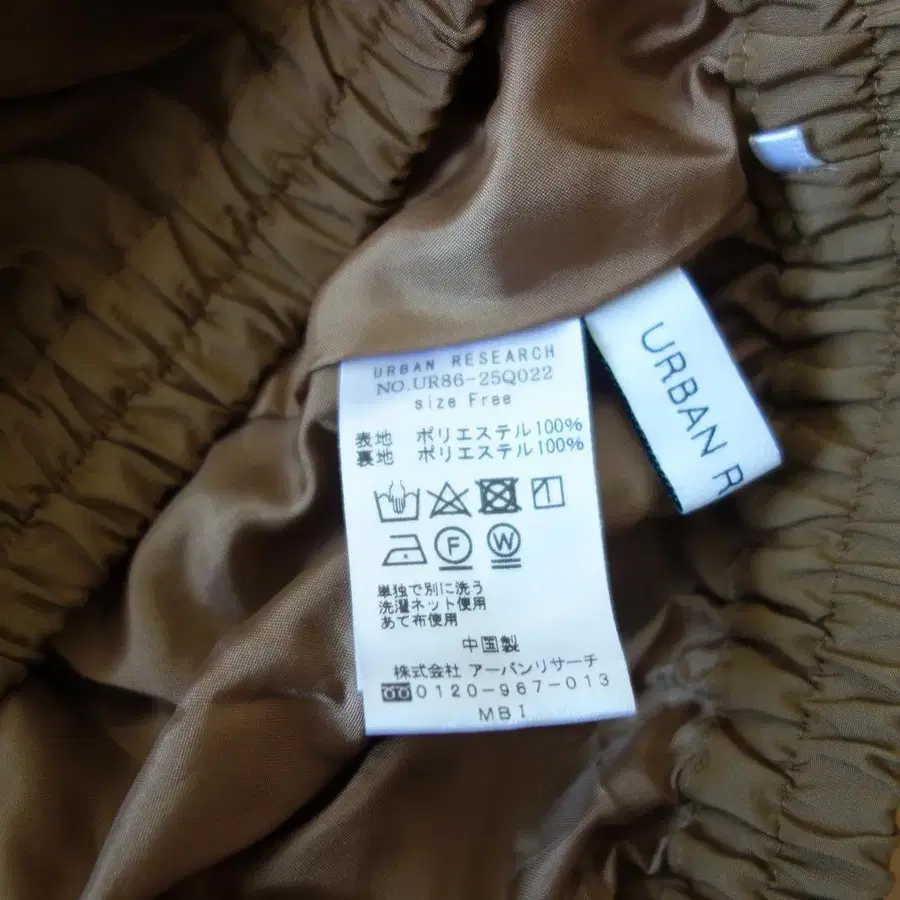 URBAN RESEARCH
NO.UR86-25Q022
size Free
表地 ポリエステル100%
裏地 ポリエステル100%
F W
単独で別に洗う
洗濯ネット使用
あて布使用
中国製
株式会社 アーバンリサーチ
0120-967-013
MBI
URBAN R